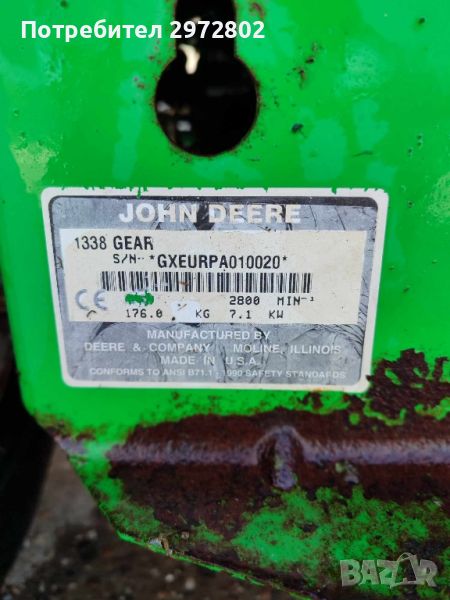 Потребител 2972802
JOHN DEERE
1338 GEAR
S/N- *GXEURPA010020*
CE 2800 MIN⁻¹
176.0 KG 7.1 KW
MANUFACTURED BY
DEERE & COMPANY MOLINE, ILLINOIS
MADE IN U.S.A.
CONFORMS TO ANSI B71.1 - 1990 SAFETY STANDARDS
BAZAR